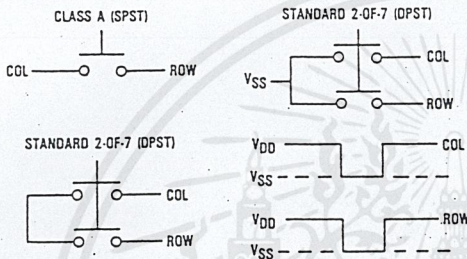 CLASS A (SPST)
COL
ROW
STANDARD 2-OF-7 (DPST)
VSS
COL
ROW
STANDARD 2-OF-7 (DPST)
COL
ROW
VDD
COL
VSS
VDD
ROW
VSS